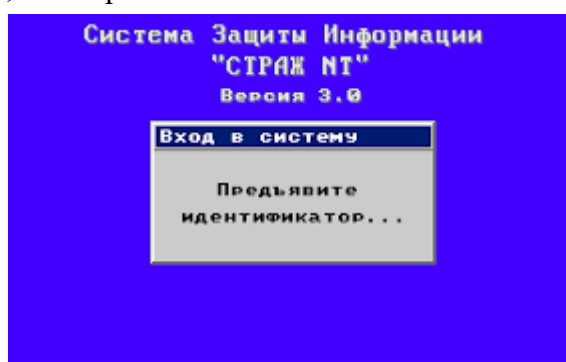 Система Защиты Информации
"СТРАЖ NT"
Версия 3.0
Вход в систему
Предъявите
идентификатор...